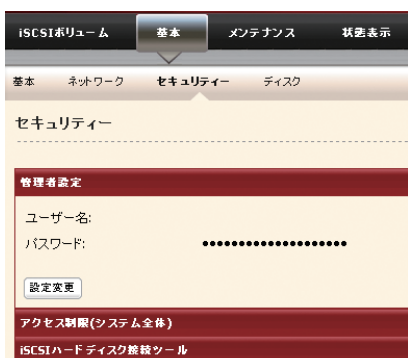 iSCSIボリューム 基本 メンテナンス 状態表示
基本 ネットワーク セキュリティー ディスク
セキュリティー
管理者設定
ユーザー名:
パスワード: ••••••••••••••••••••
設定変更
アクセス制限(システム全体)
iSCSIハードディスク接続ツール